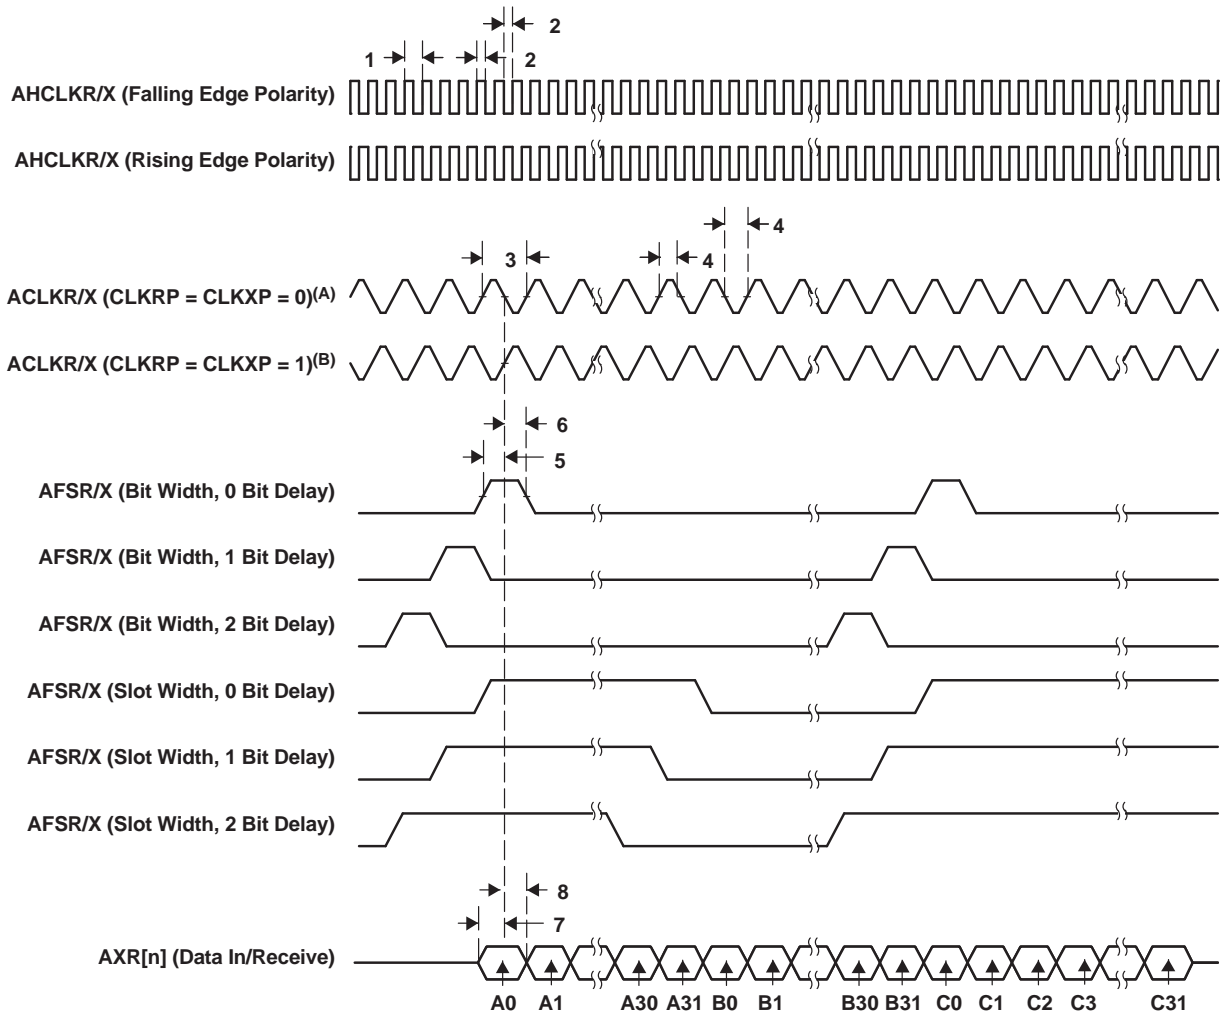 2
1
2
AHCLKR/X (Falling Edge Polarity)
AHCLKR/X (Rising Edge Polarity)
4
3
4
ACLKR/X (CLKRP = CLKXP = 0)(A)
ACLKR/X (CLKRP = CLKXP = 1)(B)
6
5
AFSR/X (Bit Width, 0 Bit Delay)
AFSR/X (Bit Width, 1 Bit Delay)
AFSR/X (Bit Width, 2 Bit Delay)
AFSR/X (Slot Width, 0 Bit Delay)
AFSR/X (Slot Width, 1 Bit Delay)
AFSR/X (Slot Width, 2 Bit Delay)
8
7
AXR[n] (Data In/Receive)
A0 A1 A30 A31 B0 B1 B30 B31 C0 C1 C2 C3 C31